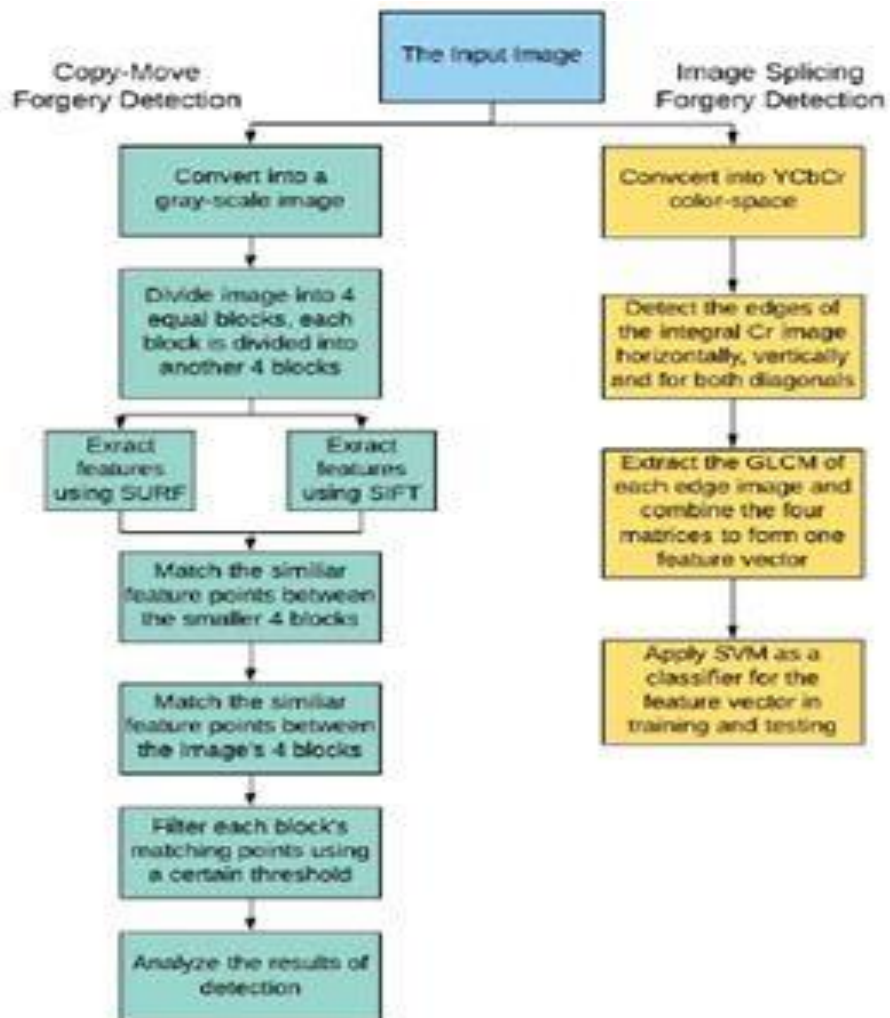 The Input Image
Copy-Move
Forgery Detection
Image Splicing
Forgery Detection
Convert into a
gray-scale image
Divide image into 4
equal blocks, each
block is divided into
another 4 blocks
Exract
features
using SURF
Exract
features
using SIFT
Match the similiar
feature points between
the smaller 4 blocks
Match the similiar
feature points between
the image's 4 blocks
Filter each block's
matching points using
a certain threshold
Analyze the results of
detection
Convcert into YCbCr
color-space
Detect the edges of
the integral Cr image
horizontally, vertically
and for both diagonals
Extract the GLCM of
each edge image and
combine the four
matrices to form one
feature vector
Apply SVM as a
classifier for the
feature vector in
training and testing